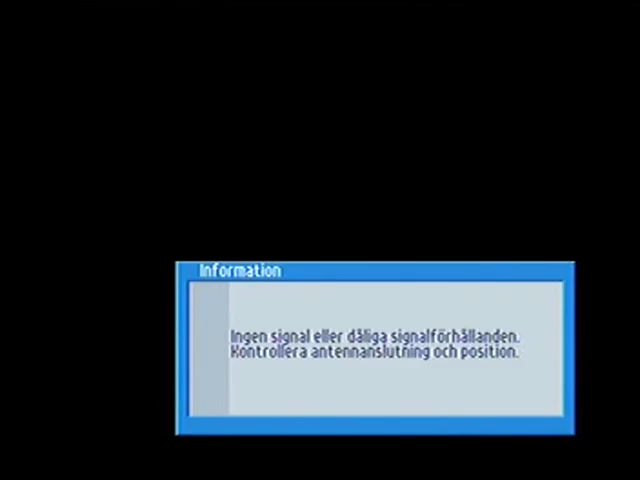 Information
Ingen signal eller dåliga signalförhållanden.
Kontrollera antennanslutning och position.